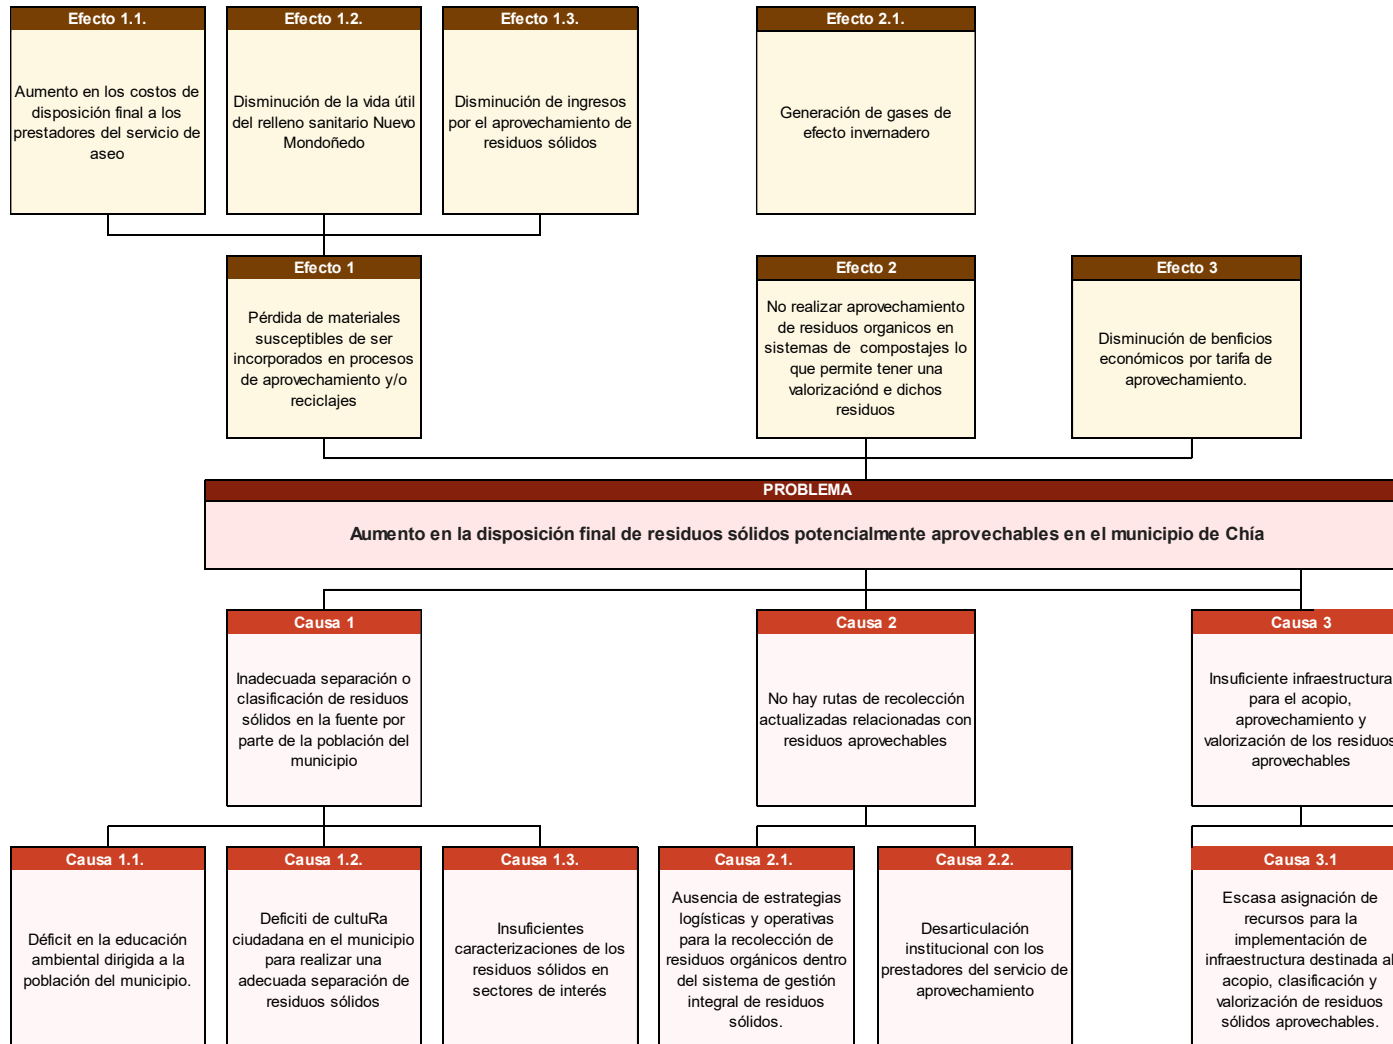 Efecto 1.1.
Aumento en los costos de
disposición final a los
prestadores del servicio de
aseo
Efecto 1.2.
Disminución de la vida útil
del relleno sanitario Nuevo
Mondoñedo
Efecto 1.3.
Disminución de ingresos
por el aprovechamiento de
residuos sólidos
Efecto 2.1.
Generación de gases de
efecto invernadero
Efecto 1
Pérdida de materiales
susceptibles de ser
incorporados en procesos
de aprovechamiento y/o
reciclajes
Efecto 2
No realizar aprovechamiento
de residuos organicos en
sistemas de compostajes lo
que permite tener una
valorizaciónd e dichos
residuos
Efecto 3
Disminución de benficios
económicos por tarifa de
aprovechamiento.
PROBLEMA
Aumento en la disposición final de residuos sólidos potencialmente aprovechables en el municipio de Chía
Causa 1
Inadecuada separación o
clasificación de residuos
sólidos en la fuente por
parte de la población del
municipio
Causa 2
No hay rutas de recolección
actualizadas relacionadas con
residuos aprovechables
Causa 3
Insuficiente infraestructura
para el acopio,
aprovechamiento y
valorización de los residuos
aprovechables
Causa 1.1.
Déficit en la educación
ambiental dirigida a la
población del municipio.
Causa 1.2.
Deficiti de cultuRa
ciudadana en el municipio
para realizar una
adecuada separación de
residuos sólidos
Causa 1.3.
Insuficientes
caracterizaciones de los
residuos sólidos en
sectores de interés
Causa 2.1.
Ausencia de estrategias
logísticas y operativas
para la recolección de
residuos orgánicos dentro
del sistema de gestión
integral de residuos
sólidos.
Causa 2.2.
Desarticulación
institucional con los
prestadores del servicio de
aprovechamiento
Causa 3.1
Escasa asignación de
recursos para la
implementación de
infraestructura destinada al
acopio, clasificación y
valorización de residuos
sólidos aprovechables.